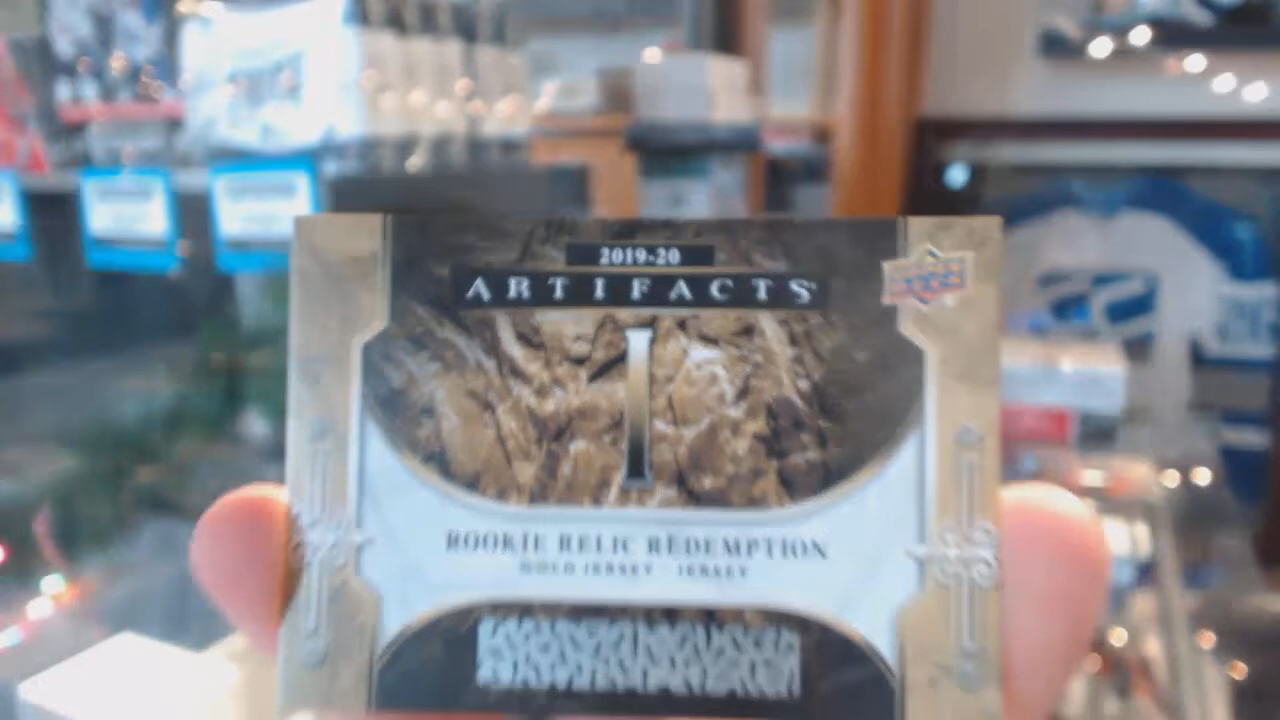 2019-20
ARTIFACTS
I
ROOKIE RELIC REDEMPTION
GOLD JERSEY - JERSEY